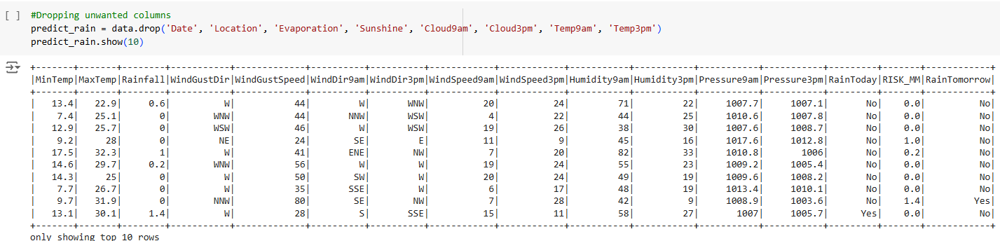 [ ] #Dropping unwanted columns
predict_rain = data.drop('Date', 'Location', 'Evaporation', 'Sunshine', 'Cloud9am', 'Cloud3pm', 'Temp9am', 'Temp3pm')
predict_rain.show(10)
+-------+-------+--------+-----------+-------------+----------+----------+------------+------------+-----------+-----------+-----------+-----------+---------+-------+------------+
|MinTemp|MaxTemp|Rainfall|WindGustDir|WindGustSpeed|WindDir9am|WindDir3pm|WindSpeed9am|WindSpeed3pm|Humidity9am|Humidity3pm|Pressure9am|Pressure3pm|RainToday|RISK_MM|RainTomorrow|
+-------+-------+--------+-----------+-------------+----------+----------+------------+------------+-----------+-----------+-----------+-----------+---------+-------+------------+
|   13.4|   22.9|     0.6|          W|           44|         W|       WNW|          20|          24|         71|         22|     1007.7|     1007.1|       No|    0.0|          No|
|    7.4|   25.1|       0|        WNW|           44|       NNW|       WSW|           4|          22|         44|         25|     1010.6|     1007.8|       No|    0.0|          No|
|   12.9|   25.7|       0|        WSW|           46|         W|       WSW|          19|          26|         38|         30|     1007.6|     1008.7|       No|    0.0|          No|
|    9.2|     28|       0|         NE|           24|        SE|         E|          11|           9|         45|         16|     1017.6|     1012.8|       No|    1.0|          No|
|   17.5|   32.3|       1|          W|           41|       ENE|        NW|           7|          20|         82|         33|     1010.8|       1006|       No|    0.2|          No|
|   14.6|   29.7|     0.2|        WNW|           56|         W|         W|          19|          24|         55|         23|     1009.2|     1005.4|       No|    0.0|          No|
|   14.3|     25|       0|          W|           50|        SW|         W|          20|          24|         49|         19|     1009.6|     1008.2|       No|    0.0|          No|
|    7.7|   26.7|       0|          W|           35|       SSE|         W|           6|          17|         48|         19|     1013.4|     1010.1|       No|    0.0|          No|
|    9.7|   31.9|       0|        NNW|           80|        SE|        NW|           7|          28|         42|          9|     1008.9|     1003.6|       No|    1.4|         Yes|
|   13.1|   30.1|     1.4|          W|           28|         S|       SSE|          15|          11|         58|         27|       1007|     1005.7|      Yes|    0.0|          No|
+-------+-------+--------+-----------+-------------+----------+----------+------------+------------+-----------+-----------+-----------+-----------+---------+-------+------------+
only showing top 10 rows